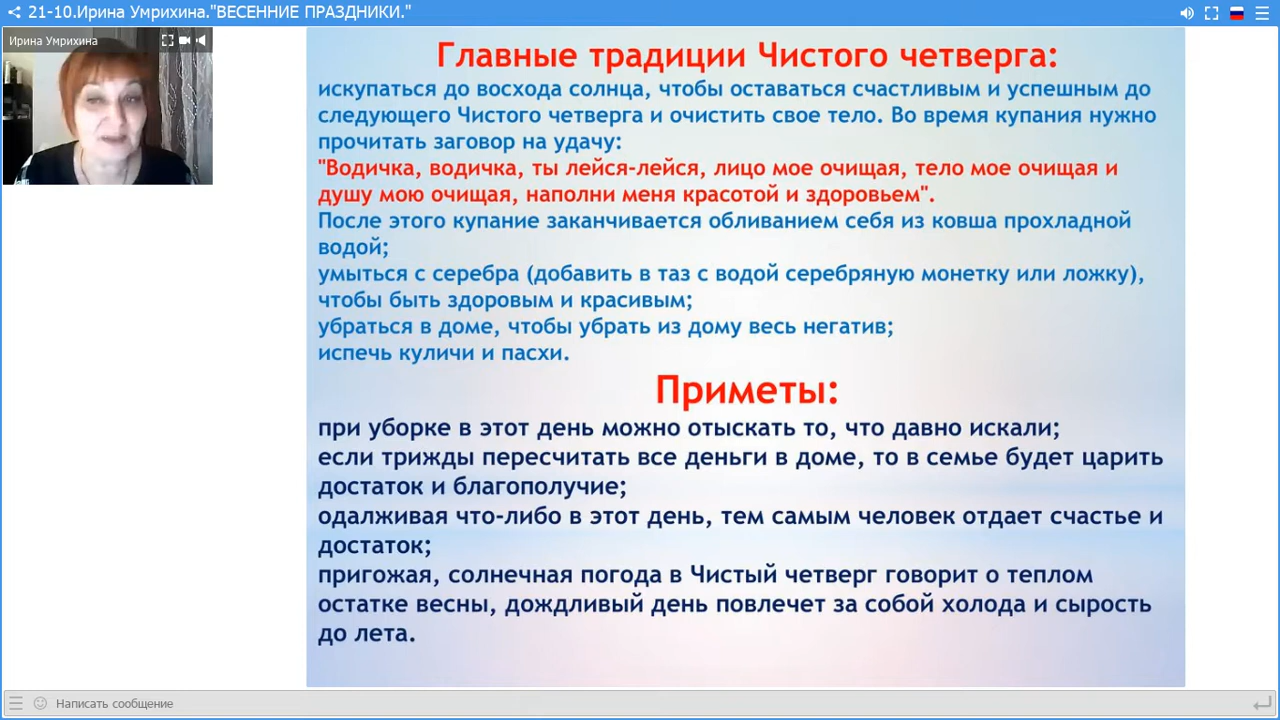 21-10.Ирина Умрихина."ВЕСЕННИЕ ПРАЗДНИКИ."
Ирина Умрихина
Главные традиции Чистого четверга:
искупаться до восхода солнца, чтобы оставаться счастливым и успешным до
следующего Чистого четверга и очистить свое тело. Во время купания нужно
прочитать заговор на удачу:
"Водичка, водичка, ты лейся-лейся, лицо мое очищая, тело мое очищая и
душу мою очищая, наполни меня красотой и здоровьем".
После этого купание заканчивается обливанием себя из ковша прохладной
водой;
умыться с серебра (добавить в таз с водой серебряную монетку или ложку),
чтобы быть здоровым и красивым;
убраться в доме, чтобы убрать из дому весь негатив;
испечь куличи и пасхи.
Приметы:
при уборке в этот день можно отыскать то, что давно искали;
если трижды пересчитать все деньги в доме, то в семье будет царить
достаток и благополучие;
одалживая что-либо в этот день, тем самым человек отдает счастье и
достаток;
пригожая, солнечная погода в Чистый четверг говорит о теплом
остатке весны, дождливый день повлечет за собой холода и сырость
до лета.
Написать сообщение